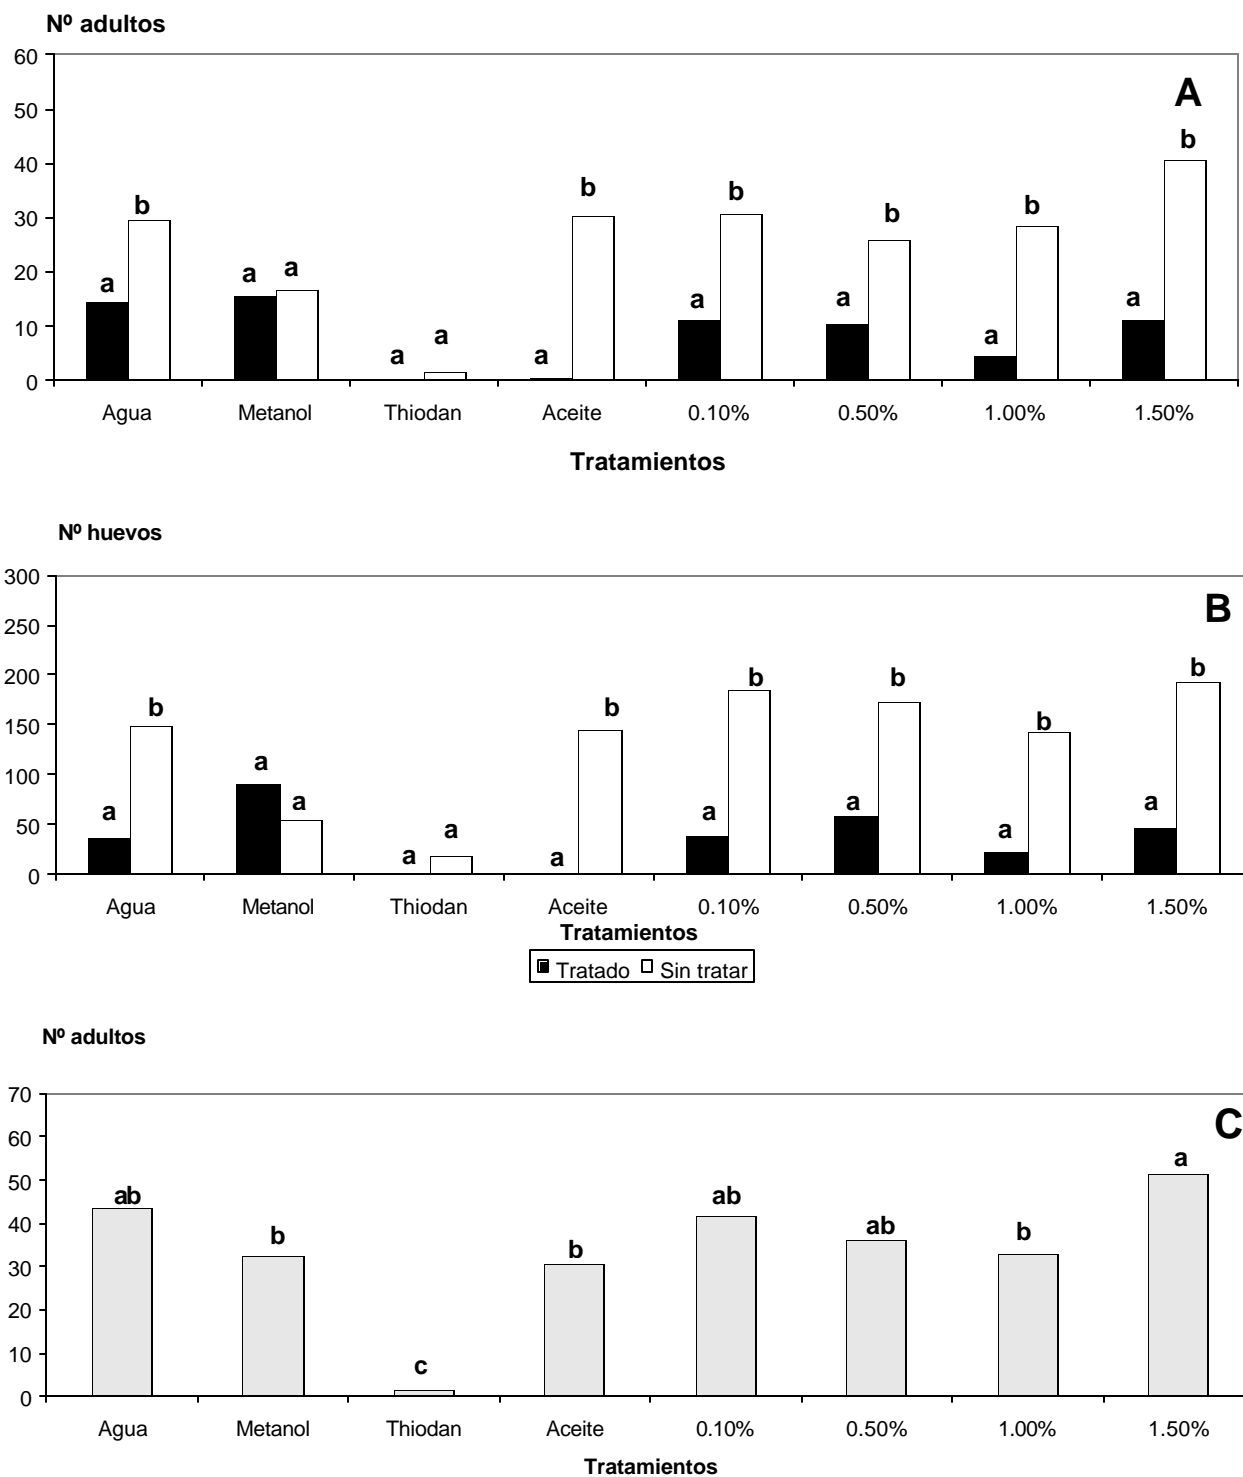 Nº adultos
60
50
40
30
20
10
0
A
a b a a a a a b a b a b a b a b
Agua Metanol Thiodan Aceite 0.10% 0.50% 1.00% 1.50%
Tratamientos
Nº huevos
300
250
200
150
100
50
0
B
a b a a a a a b a b a b a b a b
Agua Metanol Thiodan Aceite 0.10% 0.50% 1.00% 1.50%
Tratamientos
Tratado Sin tratar
Nº adultos
70
60
50
40
30
20
10
0
C
ab b c b ab ab b a
Agua Metanol Thiodan Aceite 0.10% 0.50% 1.00% 1.50%
Tratamientos